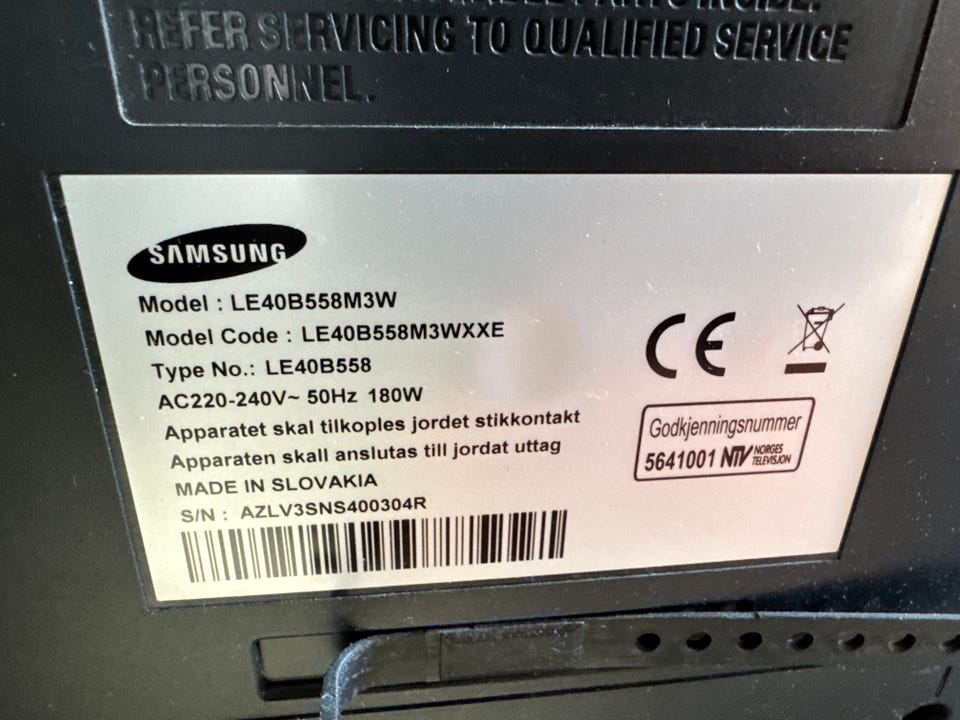 REFER SERVICING TO QUALIFIED SERVICE
PERSONNEL.
SAMSUNG
Model : LE40B558M3W
Model Code : LE40B558M3WXXE
Type No.: LE40B558
AC220-240V~ 50Hz 180W
Apparatet skal tilkoples jordet stikkontakt
Apparaten skall anslutas till jordat uttag
MADE IN SLOVAKIA
S/N : AZLV3SNS400304R
CE
Godkjenningsnummer
5641001 NTV NORGES
TELEVISJON